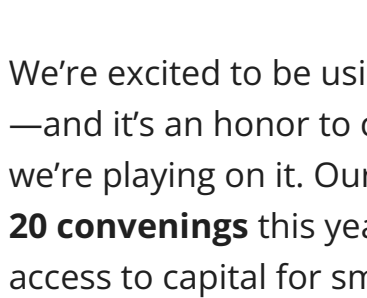 We’re excited to be usi
—and it’s an honor to
we’re playing on it. Our
20 convenings this yea
access to capital for sm